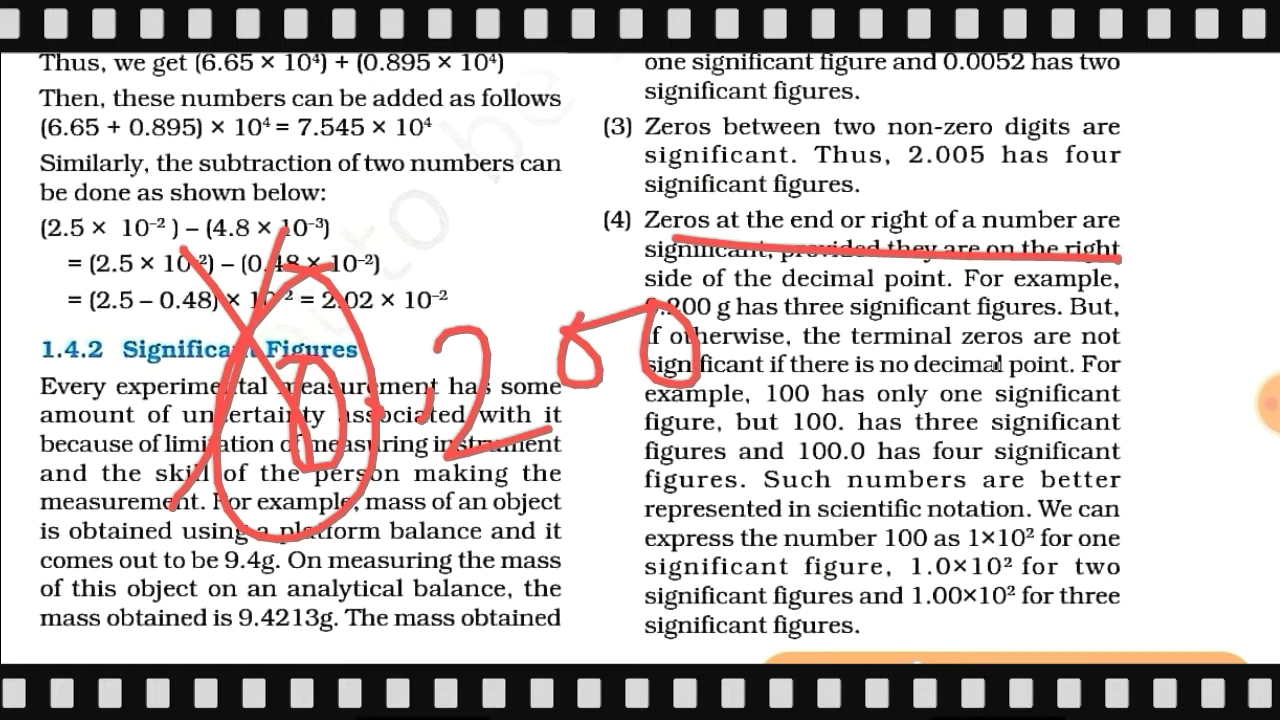 Thus, we get (6.65 × 10⁴) + (0.895 × 10⁴)
Then, these numbers can be added as follows
(6.65 + 0.895) × 10⁴ = 7.545 × 10⁴
Similarly, the subtraction of two numbers can
be done as shown below:
(2.5 × 10⁻²) – (4.8 × 10⁻³)
= (2.5 × 10⁻²) – (0.48 × 10⁻²)
= (2.5 – 0.48) × 10⁻² = 2.02 × 10⁻²
1.4.2 Significant Figures
Every experimental measurement has some
amount of uncertainty associated with it
because of limitation of measuring instrument
and the skill of the person making the
measurement. For example, mass of an object
is obtained using a platform balance and it
comes out to be 9.4g. On measuring the mass
of this object on an analytical balance, the
mass obtained is 9.4213g. The mass obtained
one significant figure and 0.0052 has two
significant figures.
(3) Zeros between two non-zero digits are
significant. Thus, 2.005 has four
significant figures.
(4) Zeros at the end or right of a number are
significant, provided they are on the right
side of the decimal point. For example,
0.200 g has three significant figures. But,
if otherwise, the terminal zeros are not
significant if there is no decimal point. For
example, 100 has only one significant
figure, but 100. has three significant
figures and 100.0 has four significant
figures. Such numbers are better
represented in scientific notation. We can
express the number 100 as 1×10² for one
significant figure, 1.0×10² for two
significant figures and 1.00×10² for three
significant figures.
0.200